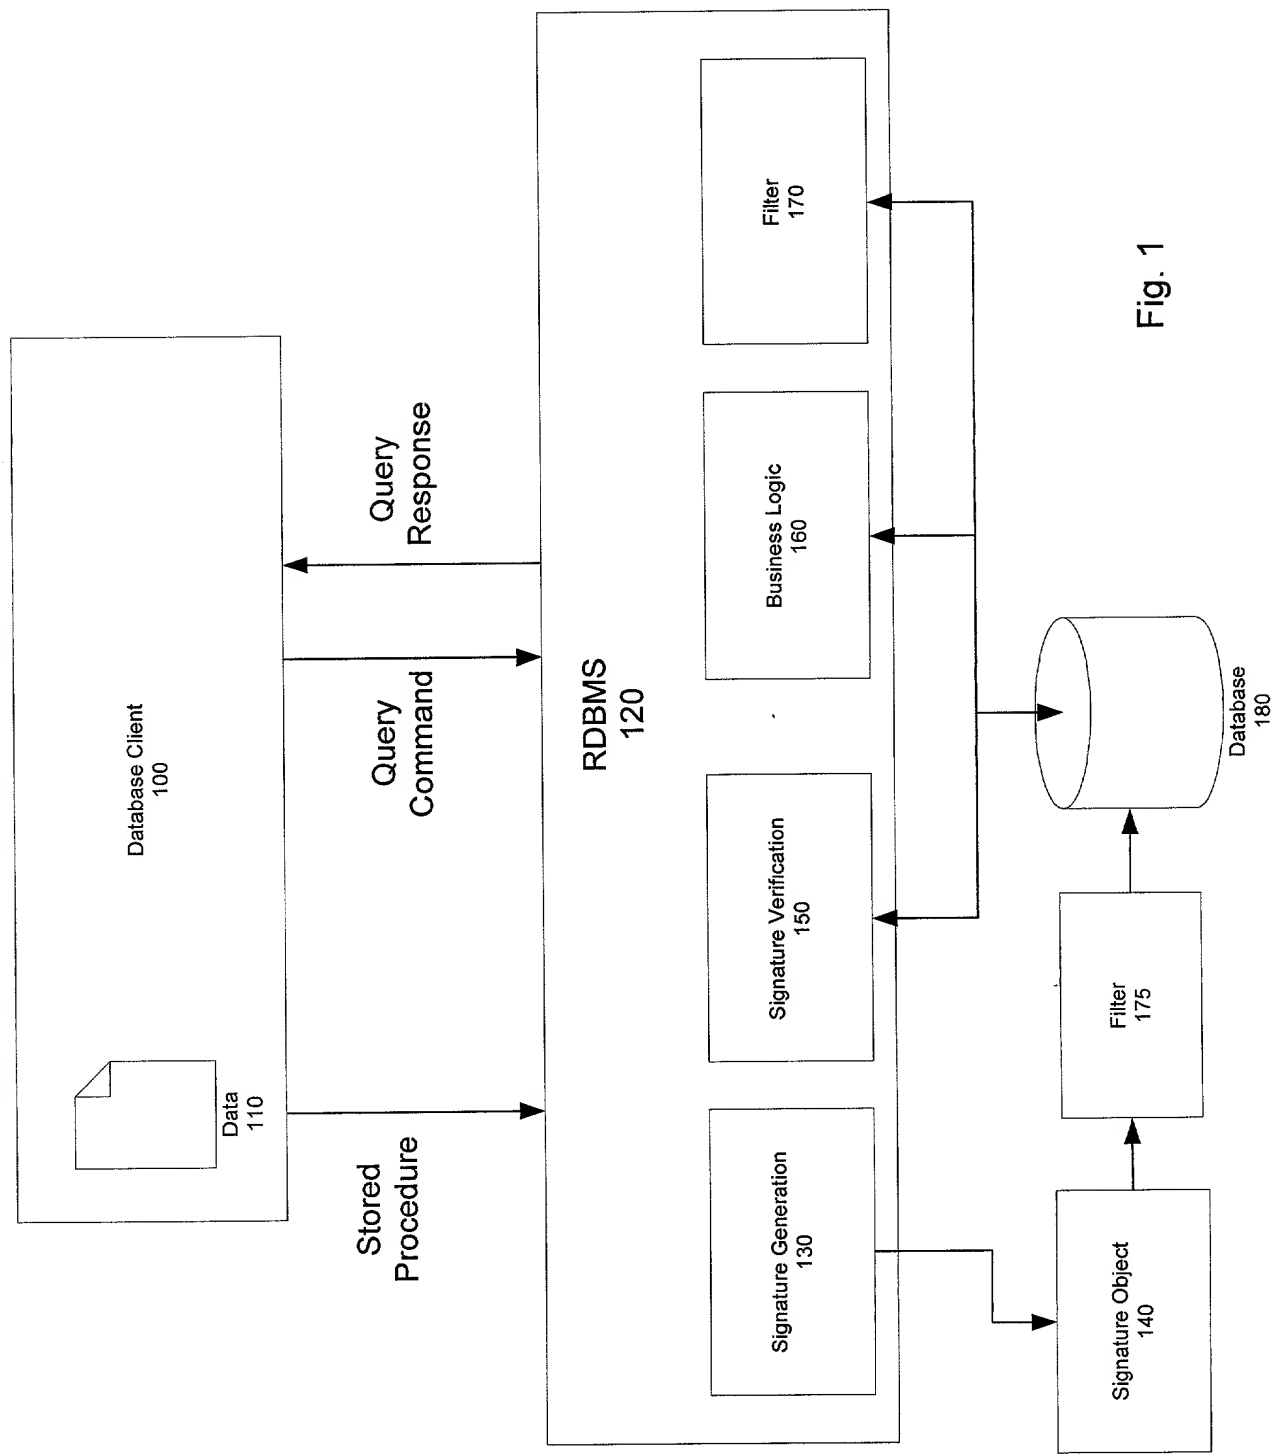 Database Client
100
Data
110
Stored
Procedure
Query
Command
Query
Response
RDBMS
120
Signature Generation
130
Signature Verification
150
Business Logic
160
Filter
170
Signature Object
140
Filter
175
Database
180
Fig. 1